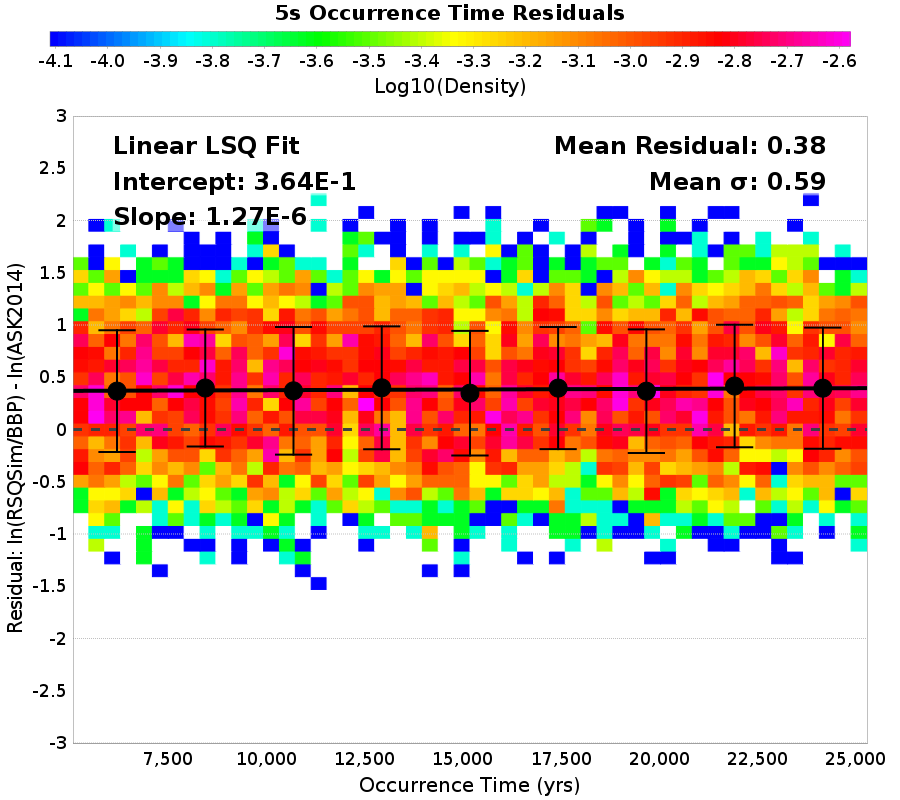 5s Occurrence Time Residuals
-4.1 -4.0 -3.9 -3.8 -3.7 -3.6 -3.5 -3.4 -3.3 -3.2 -3.1 -3.0 -2.9 -2.8 -2.7 -2.6
Log10(Density)
Linear LSQ Fit
Intercept: 3.64E-1
Slope: 1.27E-6
Mean Residual: 0.38
Mean σ: 0.59
Residual: ln(RSQSim/BBP) - ln(ASK2014)
3
2.5
2
1.5
1
0.5
0
-0.5
-1
-1.5
-2
-2.5
-3
7,500 10,000 12,500 15,000 17,500 20,000 22,500 25,000
Occurrence Time (yrs)